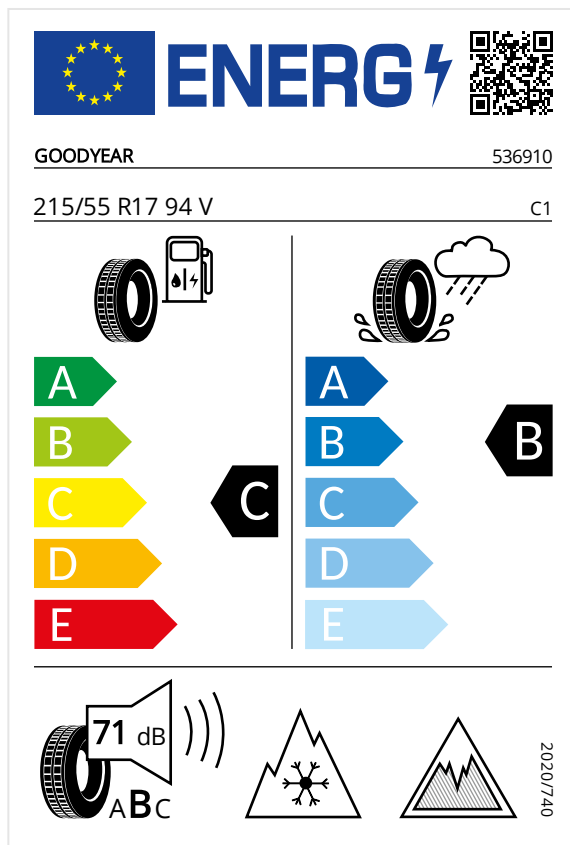 ENERG
GOODYEAR 536910
215/55 R17 94 V C1
A A
B B B
C C C
D D
E E
71 dB
ABC
2020/740